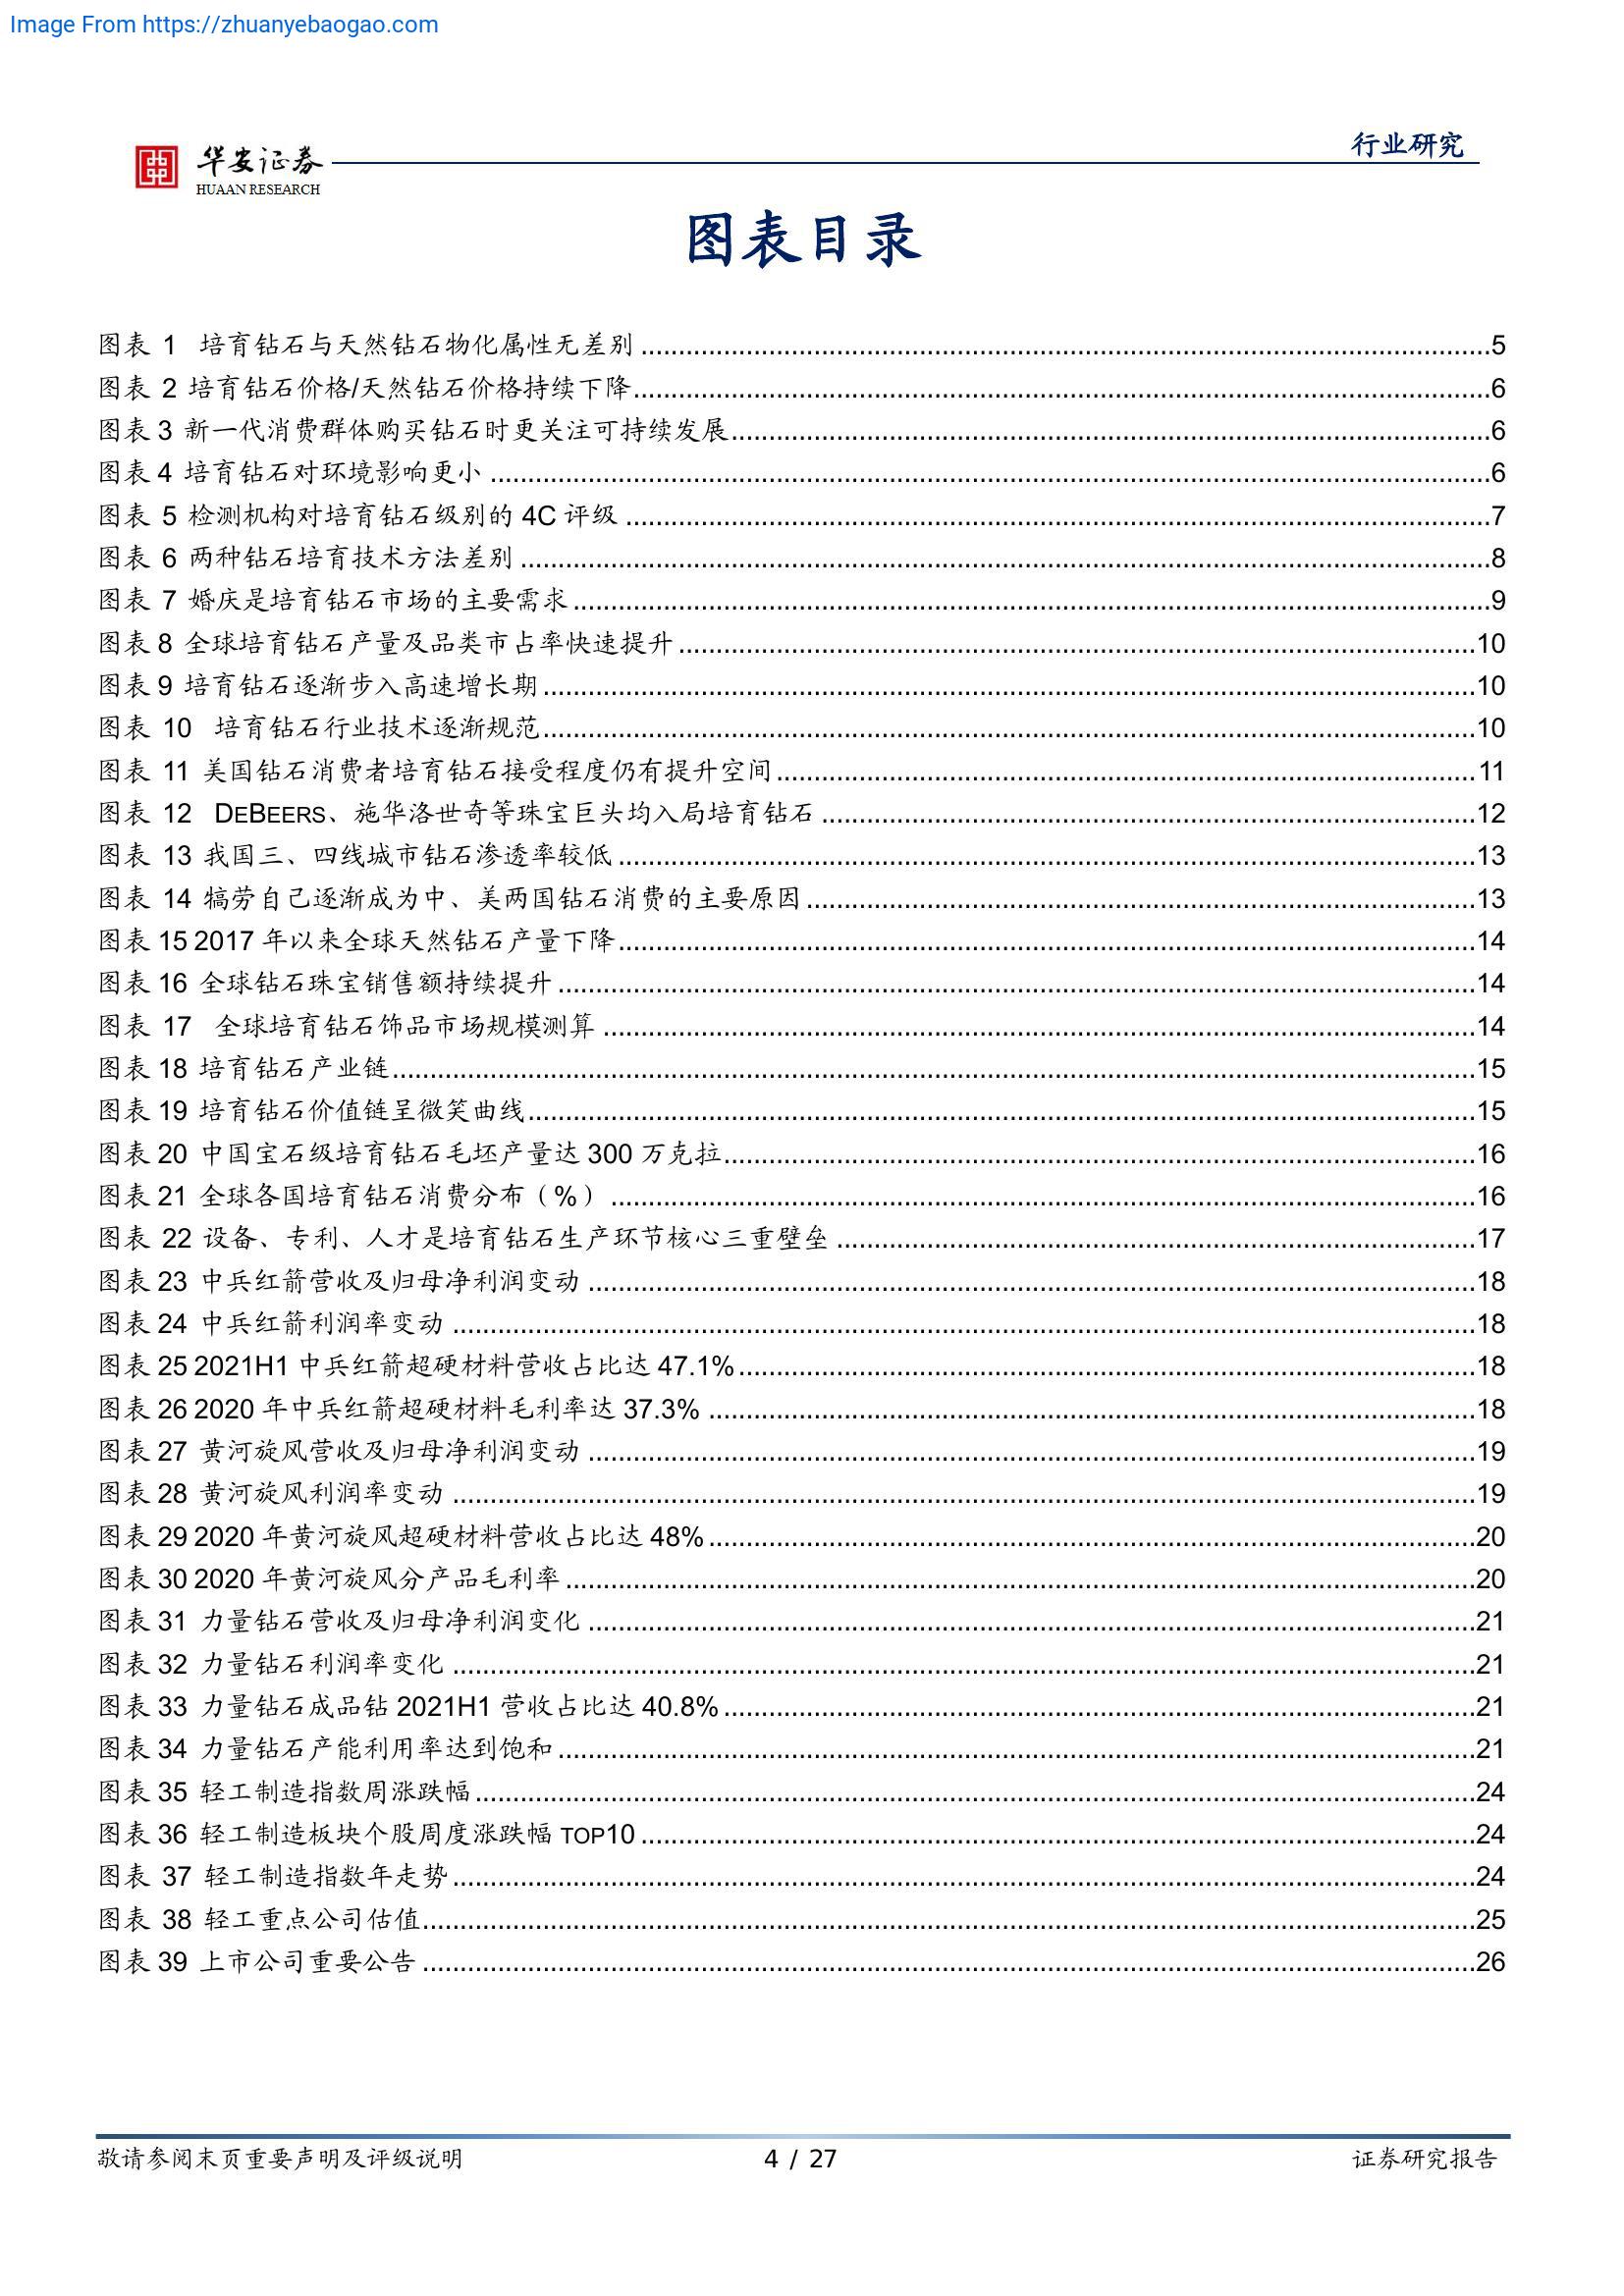 Image From https://zhuanyebaogao.com
行业研究
华安证券
HUAAN RESEARCH
图表目录
图表 1 培育钻石与天然钻石物化属性无差别........5
图表 2 培育钻石价格/天然钻石价格持续下降........6
图表 3 新一代消费群体购买钻石时更关注可持续发展........6
图表 4 培育钻石对环境影响更小........6
图表 5 检测机构对培育钻石级别的 4C 评级........7
图表 6 两种钻石培育技术方法差别........8
图表 7 婚庆是培育钻石市场的主要需求........9
图表 8 全球培育钻石产量及品类市占率快速提升........10
图表 9 培育钻石逐渐步入高速增长期........10
图表 10 培育钻石行业技术逐渐规范........10
图表 11 美国钻石消费者培育钻石接受程度仍有提升空间........11
图表 12 DEBEERS、施华洛世奇等珠宝巨头均入局培育钻石........12
图表 13 我国三、四线城市钻石渗透率较低........13
图表 14 犒劳自己逐渐成为中、美两国钻石消费的主要原因........13
图表 15 2017 年以来全球天然钻石产量下降........14
图表 16 全球钻石珠宝销售额持续提升........14
图表 17 全球培育钻石饰品市场规模测算........14
图表 18 培育钻石产业链........15
图表 19 培育钻石价值链呈微笑曲线........15
图表 20 中国宝石级培育钻石毛坯产量达 300 万克拉........16
图表 21 全球各国培育钻石消费分布（%）........16
图表 22 设备、专利、人才是培育钻石生产环节核心三重壁垒........17
图表 23 中兵红箭营收及归母净利润变动........18
图表 24 中兵红箭利润率变动........18
图表 25 2021H1 中兵红箭超硬材料营收占比达 47.1%........18
图表 26 2020 年中兵红箭超硬材料毛利率达 37.3%........18
图表 27 黄河旋风营收及归母净利润变动........19
图表 28 黄河旋风利润率变动........19
图表 29 2020 年黄河旋风超硬材料营收占比达 48%........20
图表 30 2020 年黄河旋风分产品毛利率........20
图表 31 力量钻石营收及归母净利润变化........21
图表 32 力量钻石利润率变化........21
图表 33 力量钻石成品钻 2021H1 营收占比达 40.8%........21
图表 34 力量钻石产能利用率达到饱和........21
图表 35 轻工制造指数周涨跌幅........24
图表 36 轻工制造板块个股周度涨跌幅 TOP10........24
图表 37 轻工制造指数年走势........24
图表 38 轻工重点公司估值........25
图表 39 上市公司重要公告........26
敬请参阅末页重要声明及评级说明
4 / 27
证券研究报告